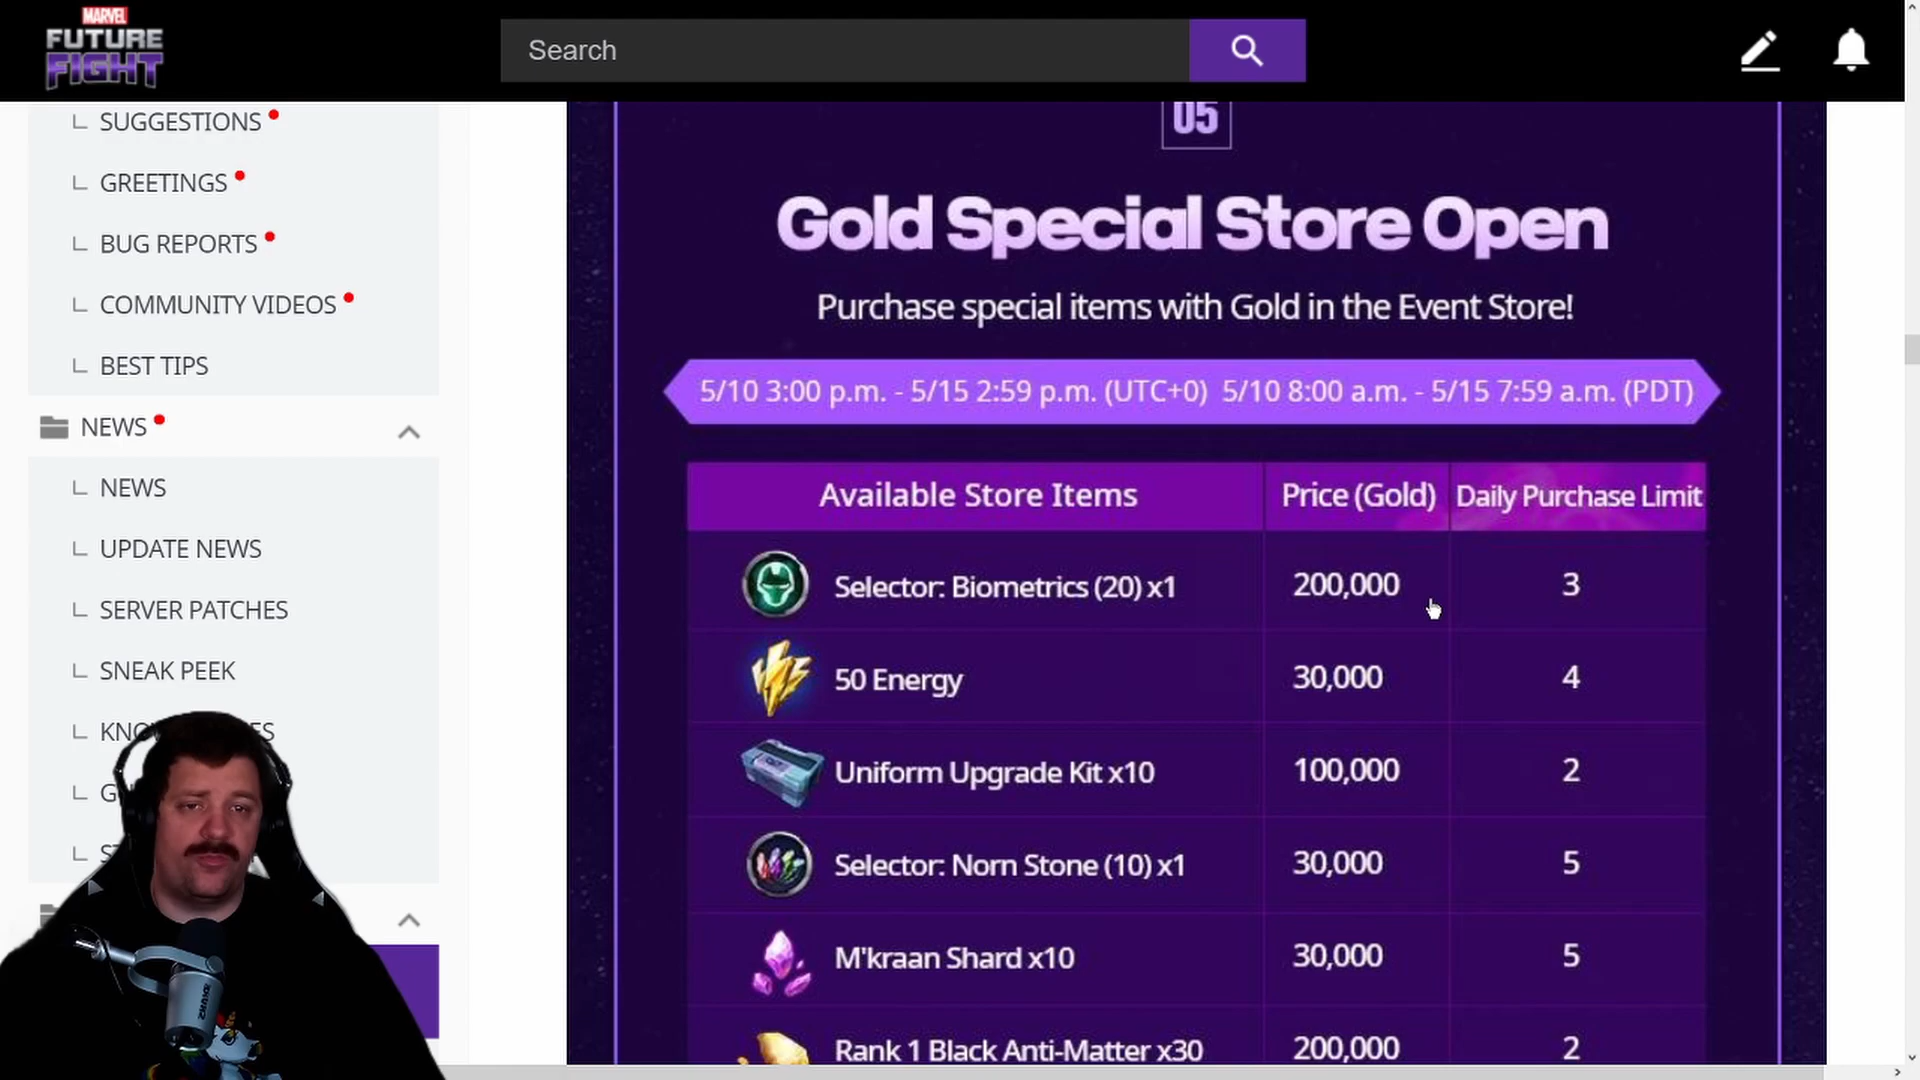 MARVEL
FUTURE
FIGHT
Search
SUGGESTIONS
GREETINGS
BUG REPORTS
COMMUNITY VIDEOS
BEST TIPS
NEWS
NEWS
UPDATE NEWS
SERVER PATCHES
SNEAK PEEK
05
Gold Special Store Open
Purchase special items with Gold in the Event Store!
5/10 3:00 p.m. - 5/15 2:59 p.m. (UTC+0) 5/10 8:00 a.m. - 5/15 7:59 a.m. (PDT)
Available Store Items Price (Gold) Daily Purchase Limit
Selector: Biometrics (20) x1 200,000 3
50 Energy 30,000 4
Uniform Upgrade Kit x10 100,000 2
Selector: Norn Stone (10) x1 30,000 5
M'kraan Shard x10 30,000 5
Rank 1 Black Anti-Matter x30 200,000 2